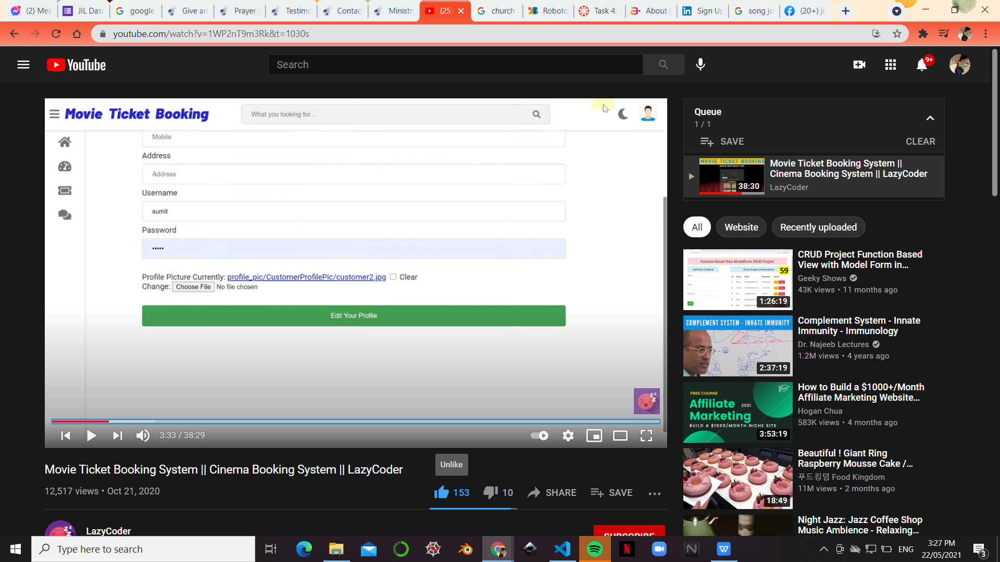 (2) Mes
JIL Dasr
google
Give an
Prayer
Testimo
Contac
Ministry
(25)
church
Roboto
Task 4:
About
Sign Up
song jo
(20+) ji
youtube.com/watch?v=1WP2nT9m3Rk&t=1030s
YouTube
Search
9+
Movie Ticket Booking
What you looking for...
Mobile
Address
Address
Username
sumit
Password
•••••
Profile Picture Currently: profile_pic/CustomerProfilePic/customer2.jpg Clear
Change: Choose File No file chosen
Edit Your Profile
3:33 / 38:29
Queue
1 / 1
SAVE
CLEAR
MOVIE TICKET BOOKING
MOVIE SEAT SELECTION
38:30
Movie Ticket Booking System ||
Cinema Booking System || LazyCoder
LazyCoder
All
Website
Recently uploaded
Function Based View ModelForm CRUD Project
Add New Student
Show Student Information
59
1:26:19
CRUD Project Function Based
View with Model Form in...
Geeky Shows
43K views • 11 months ago
COMPLEMENT SYSTEM - INNATE IMMUNITY
2:37:19
Complement System - Innate
Immunity - Immunology
Dr. Najeeb Lectures
1.2M views • 4 years ago
FREE COURSE
Affiliate 2021
Marketing
BUILD A $1000/MONTH NICHE SITE
3:53:19
How to Build a $1000+/Month
Affiliate Marketing Website...
Hogan Chua
583K views • 4 months ago
18:49
Beautiful ! Giant Ring
Raspberry Mousse Cake /...
푸드킹덤 Food Kingdom
11M views • 2 months ago
Night Jazz: Jazz Coffee Shop
Music Ambience - Relaxing...
Movie Ticket Booking System || Cinema Booking System || LazyCoder
Unlike
12,517 views • Oct 21, 2020
153
10
SHARE
SAVE
LazyCoder
SUBSCRIBE
Type here to search
ENG
3:27 PM
22/05/2021
3